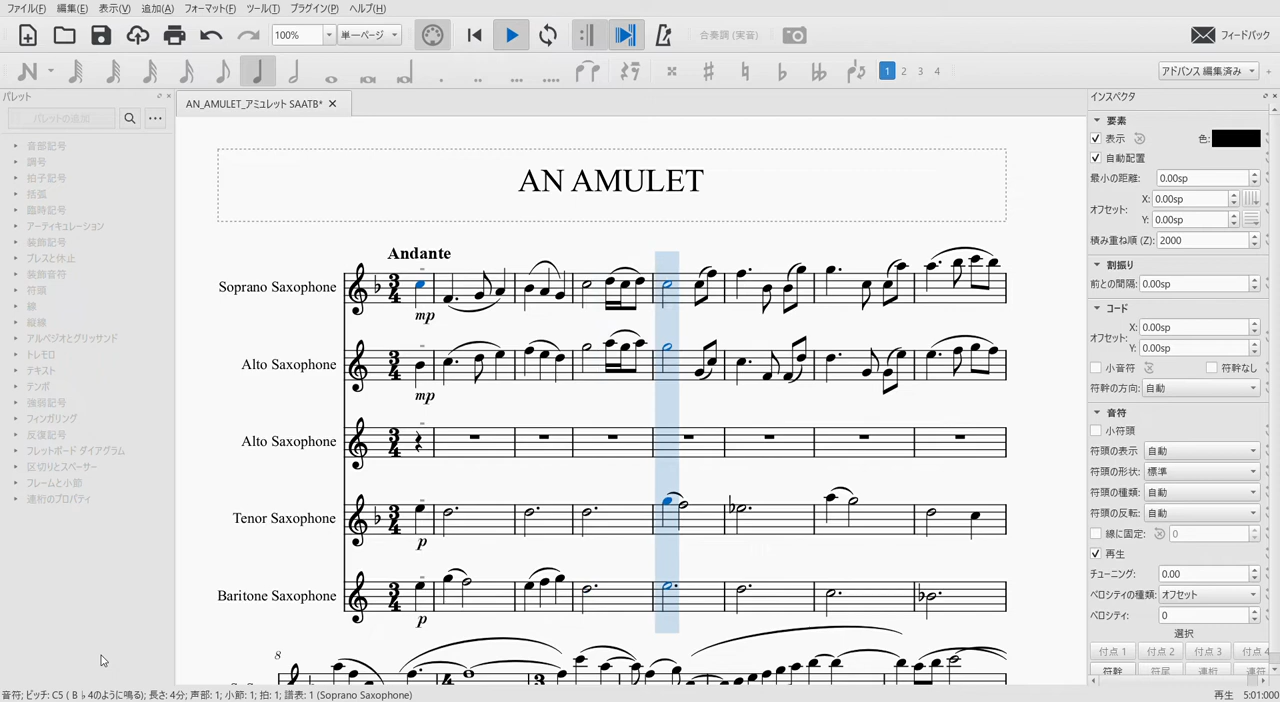 ファイル(F) 編集(E) 表示(V) 追加(A) フォーマット(F) ツール(T) プラグイン(P) ヘルプ(H)
100% 単一ページ 合奏調 (実音) フィードバック
1 2 3 4 アドバンス 編集済み
パレット
パレットの追加
音部記号
調号
拍子記号
括弧
臨時記号
アーティキュレーション
装飾記号
ブレスと休止
装飾音符
符頭
線
縦線
アルペジオとグリッサンド
トレモロ
テキスト
テンポ
強弱記号
フィンガリング
反復記号
フレットボード ダイアグラム
区切りとスペーサー
フレームと小節
連桁のプロパティ
AN_AMULET_アミュレット SAATB*
AN AMULET
Andante
Soprano Saxophone
mp
Alto Saxophone
mp
Alto Saxophone
Tenor Saxophone
p
Baritone Saxophone
p
8
インスペクタ
要素
表示 色:
自動配置
最小の距離: 0.00sp
オフセット: X: 0.00sp
Y: 0.00sp
積み重ね順 (Z): 2000
割振り
前との間隔: 0.00sp
コード
オフセット: X: 0.00sp
Y: 0.00sp
小音符 符幹なし
符幹の方向: 自動
音符
小符頭
符頭の表示 自動
符頭の形状: 標準
符頭の種類: 自動
符頭の反転: 自動
線に固定: 0
再生
チューニング: 0.00
ベロシティの種類: オフセット
ベロシティ: 0
選択
付点 1 付点 2 付点 3 付点 4
符幹 符尾 連桁 連符
音符; ピッチ: C5 (B♭4のように鳴る); 長さ: 4分; 声部: 1; 小節: 1; 拍: 1; 譜表: 1 (Soprano Saxophone)
再生 5:01:000